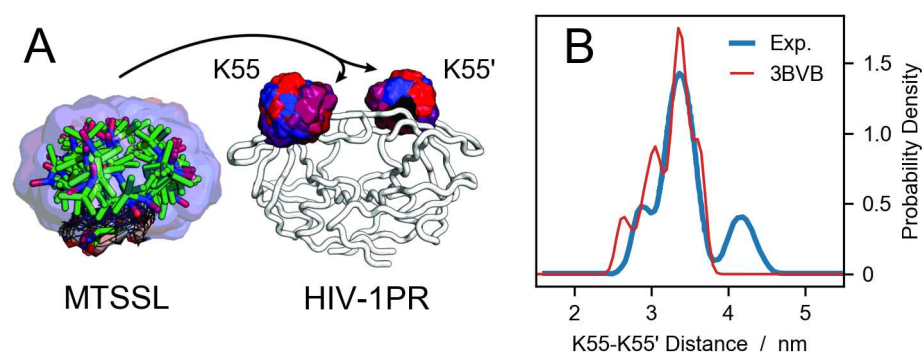 A
K55
K55'
MTSSL
HIV-1PR
B
Exp.
3BVB
1.5
1.0
0.5
0
Probability Density
2
3
4
5
K55-K55' Distance / nm